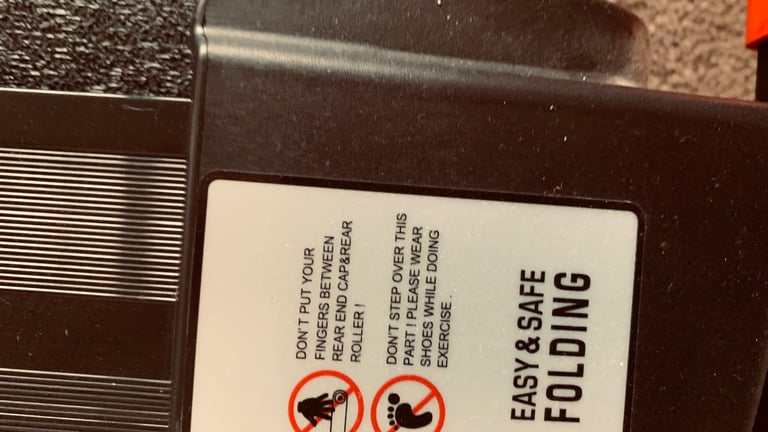 DON'T PUT YOUR
FINGERS BETWEEN
REAR END CAP&REAR
ROLLER !
DON'T STEP OVER THIS
PART ! PLEASE WEAR
SHOES WHILE DOING
EXERCISE .
EASY & SAFE
FOLDING